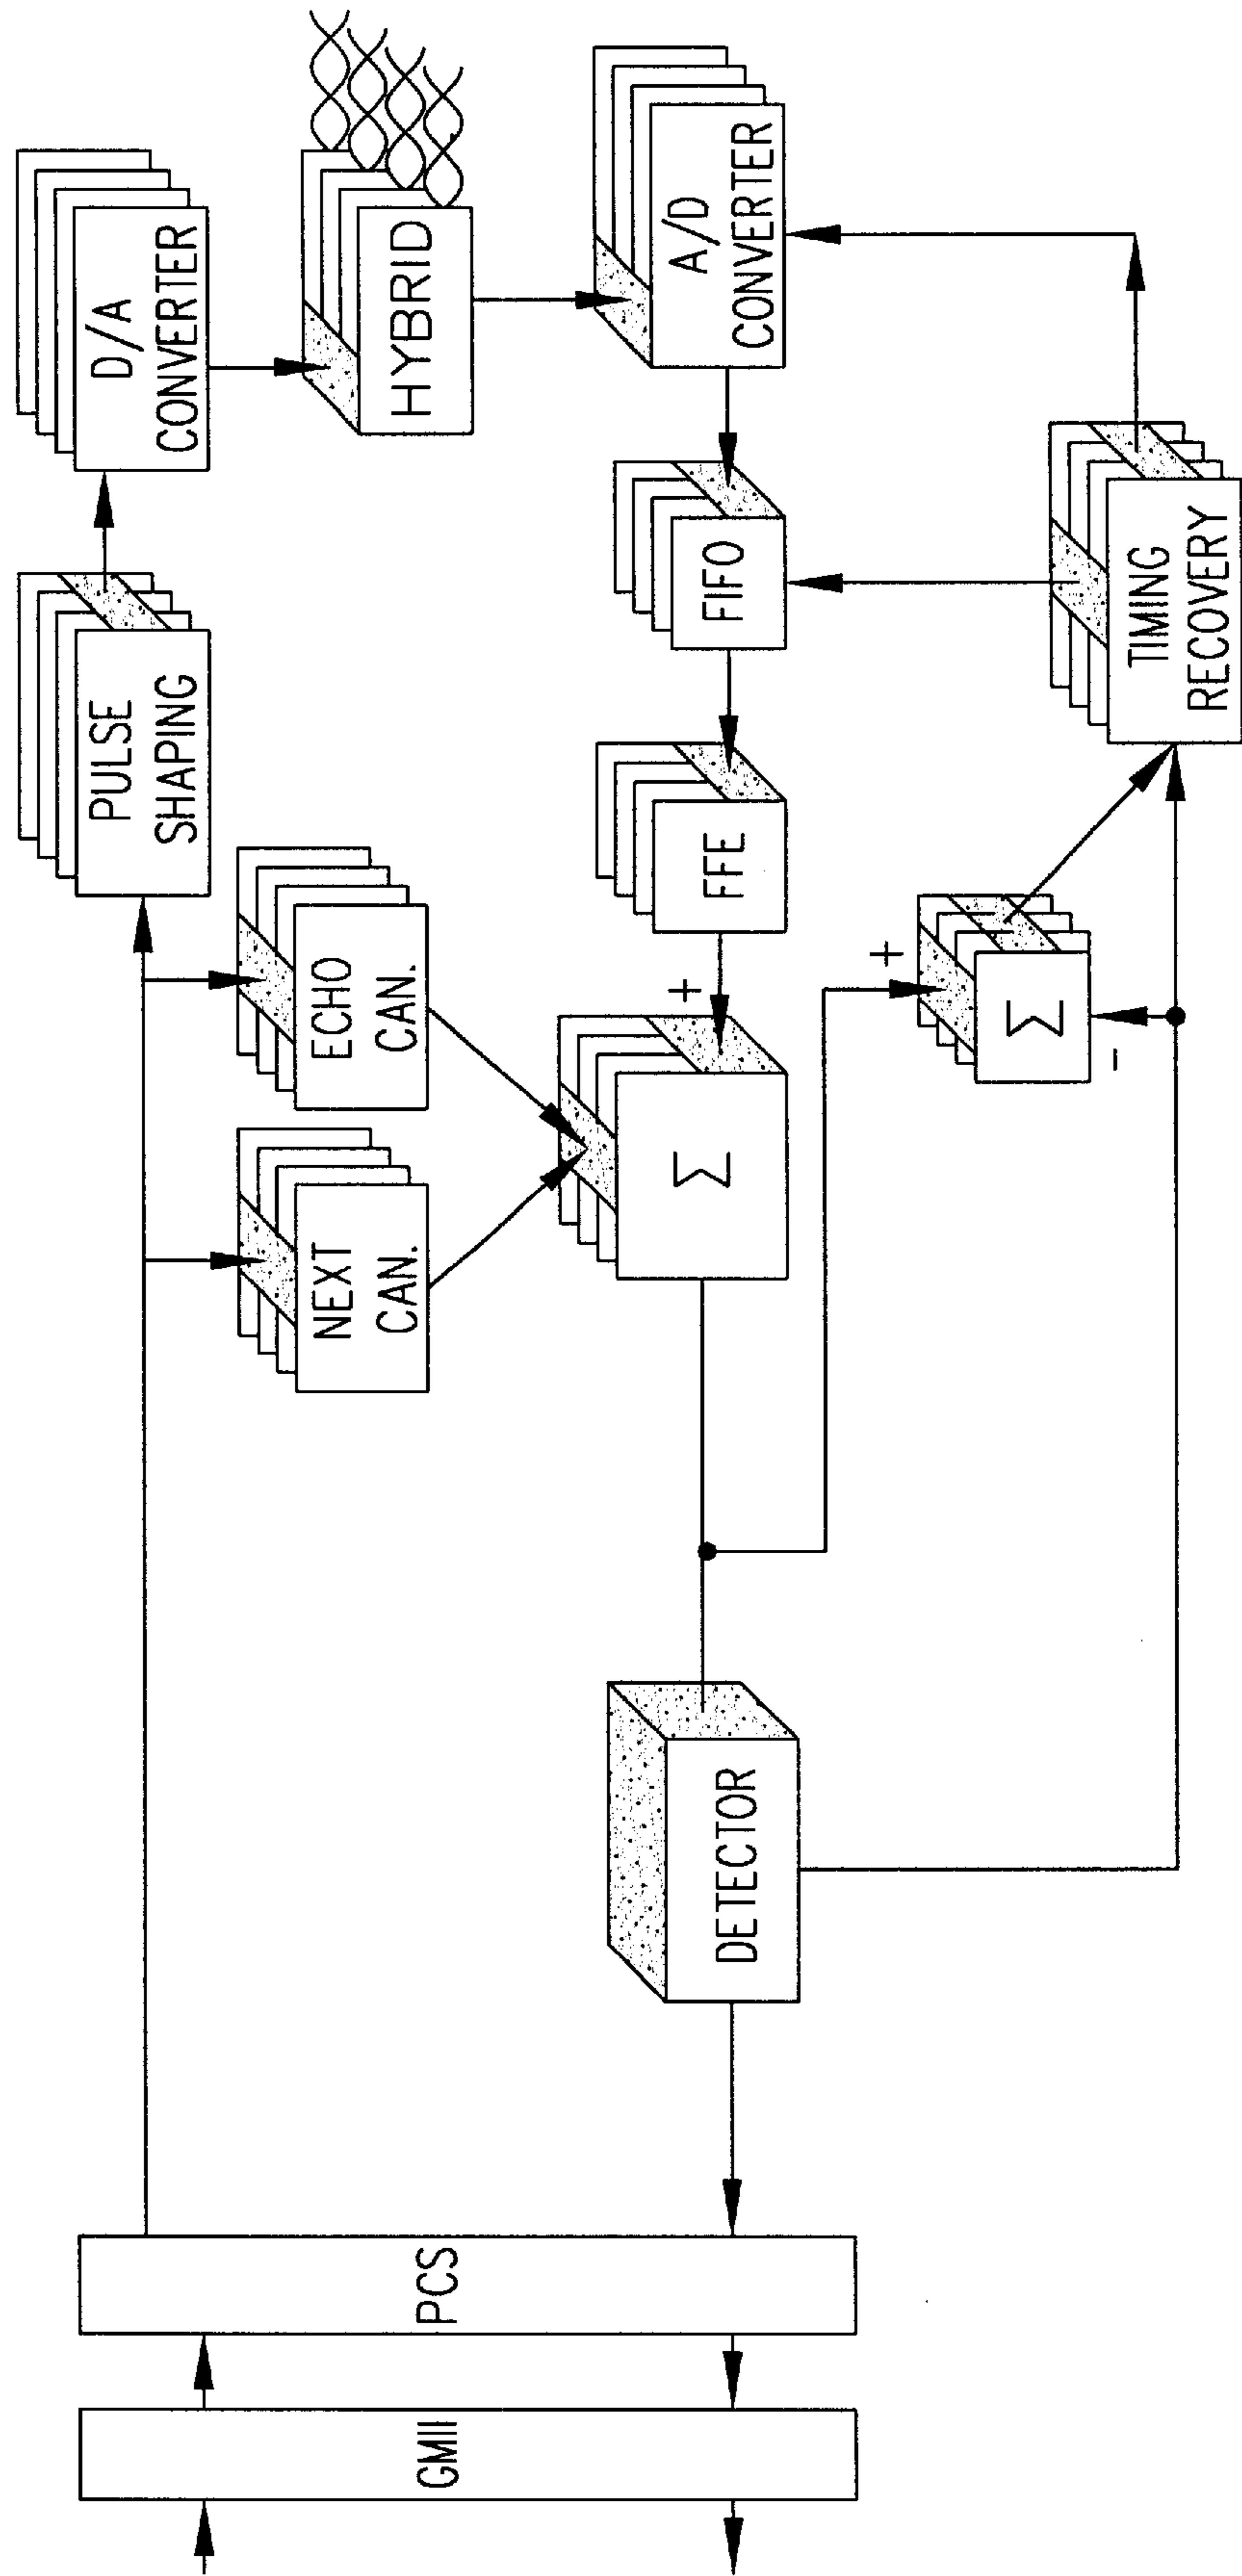 GMII
PCS
PULSE
SHAPING
D/A
CONVERTER
HYBRID
NEXT
CAN.
ECHO
CAN.
A/D
CONVERTER
FIFO
FFE
+
Σ
DETECTOR
+
Σ
-
TIMING
RECOVERY